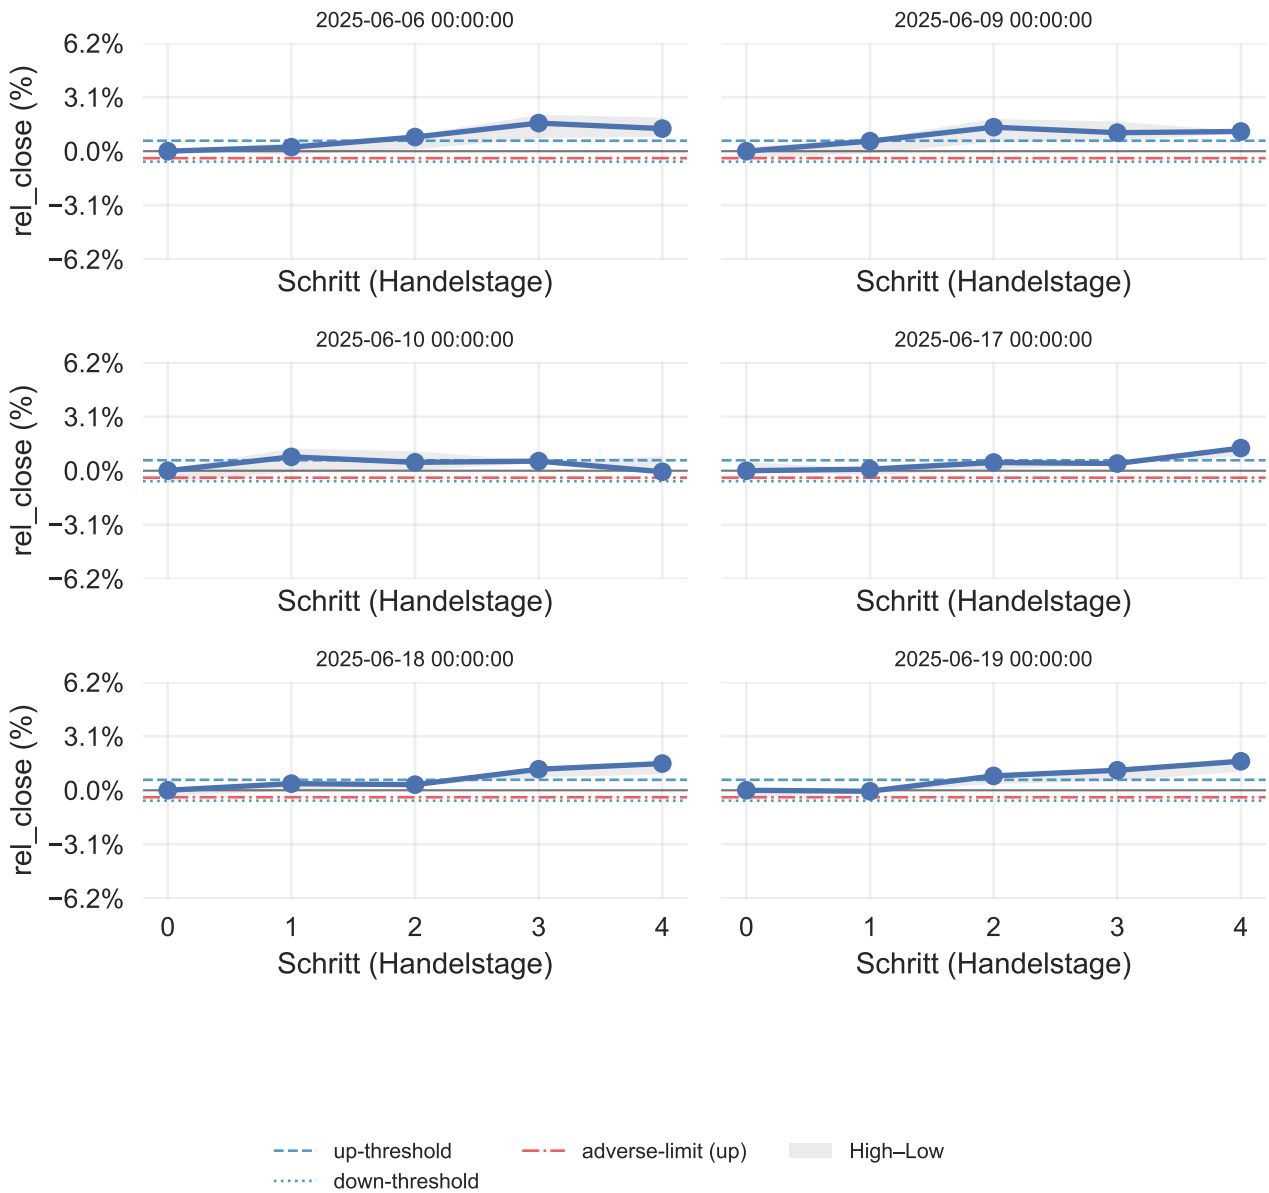 2025-06-06 00:00:00
2025-06-09 00:00:00
6.2%
3.1%
0.0%
−3.1%
−6.2%
rel_close (%)
Schritt (Handelstage)
Schritt (Handelstage)
2025-06-10 00:00:00
2025-06-17 00:00:00
6.2%
3.1%
0.0%
−3.1%
−6.2%
rel_close (%)
Schritt (Handelstage)
Schritt (Handelstage)
2025-06-18 00:00:00
2025-06-19 00:00:00
6.2%
3.1%
0.0%
−3.1%
−6.2%
rel_close (%)
0 1 2 3 4
0 1 2 3 4
Schritt (Handelstage)
Schritt (Handelstage)
up-threshold
adverse-limit (up)
High–Low
down-threshold